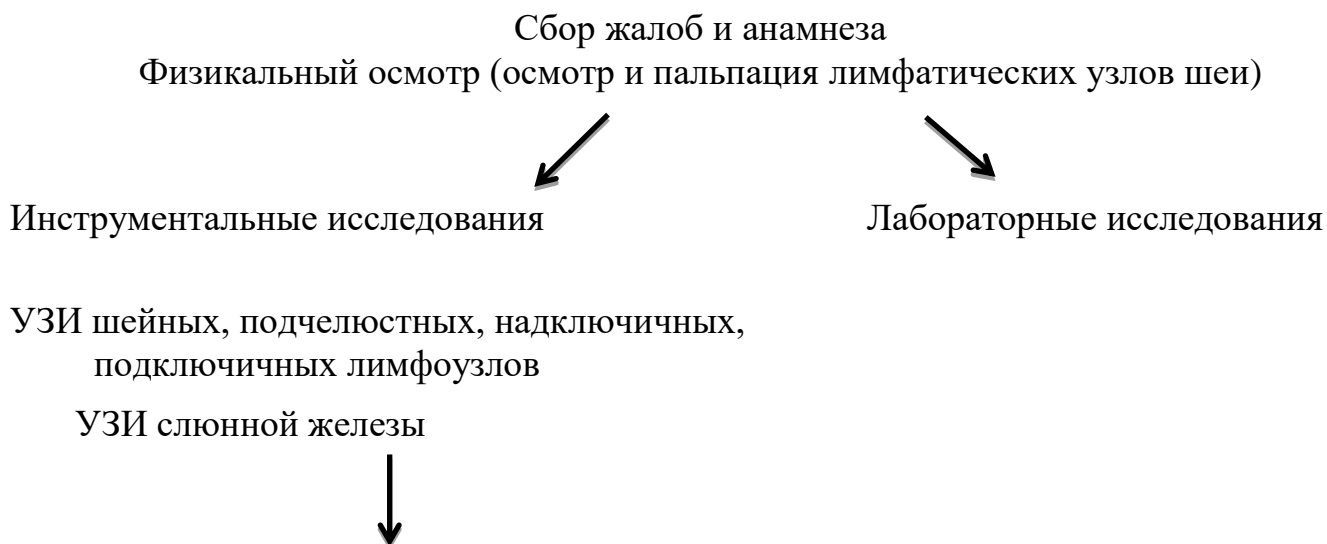 Сбор жалоб и анамнеза
Физикальный осмотр (осмотр и пальпация лимфатических узлов шеи)
Инструментальные исследования
Лабораторные исследования
УЗИ шейных, подчелюстных, надключичных,
подключичных лимфоузлов
УЗИ слюнной железы